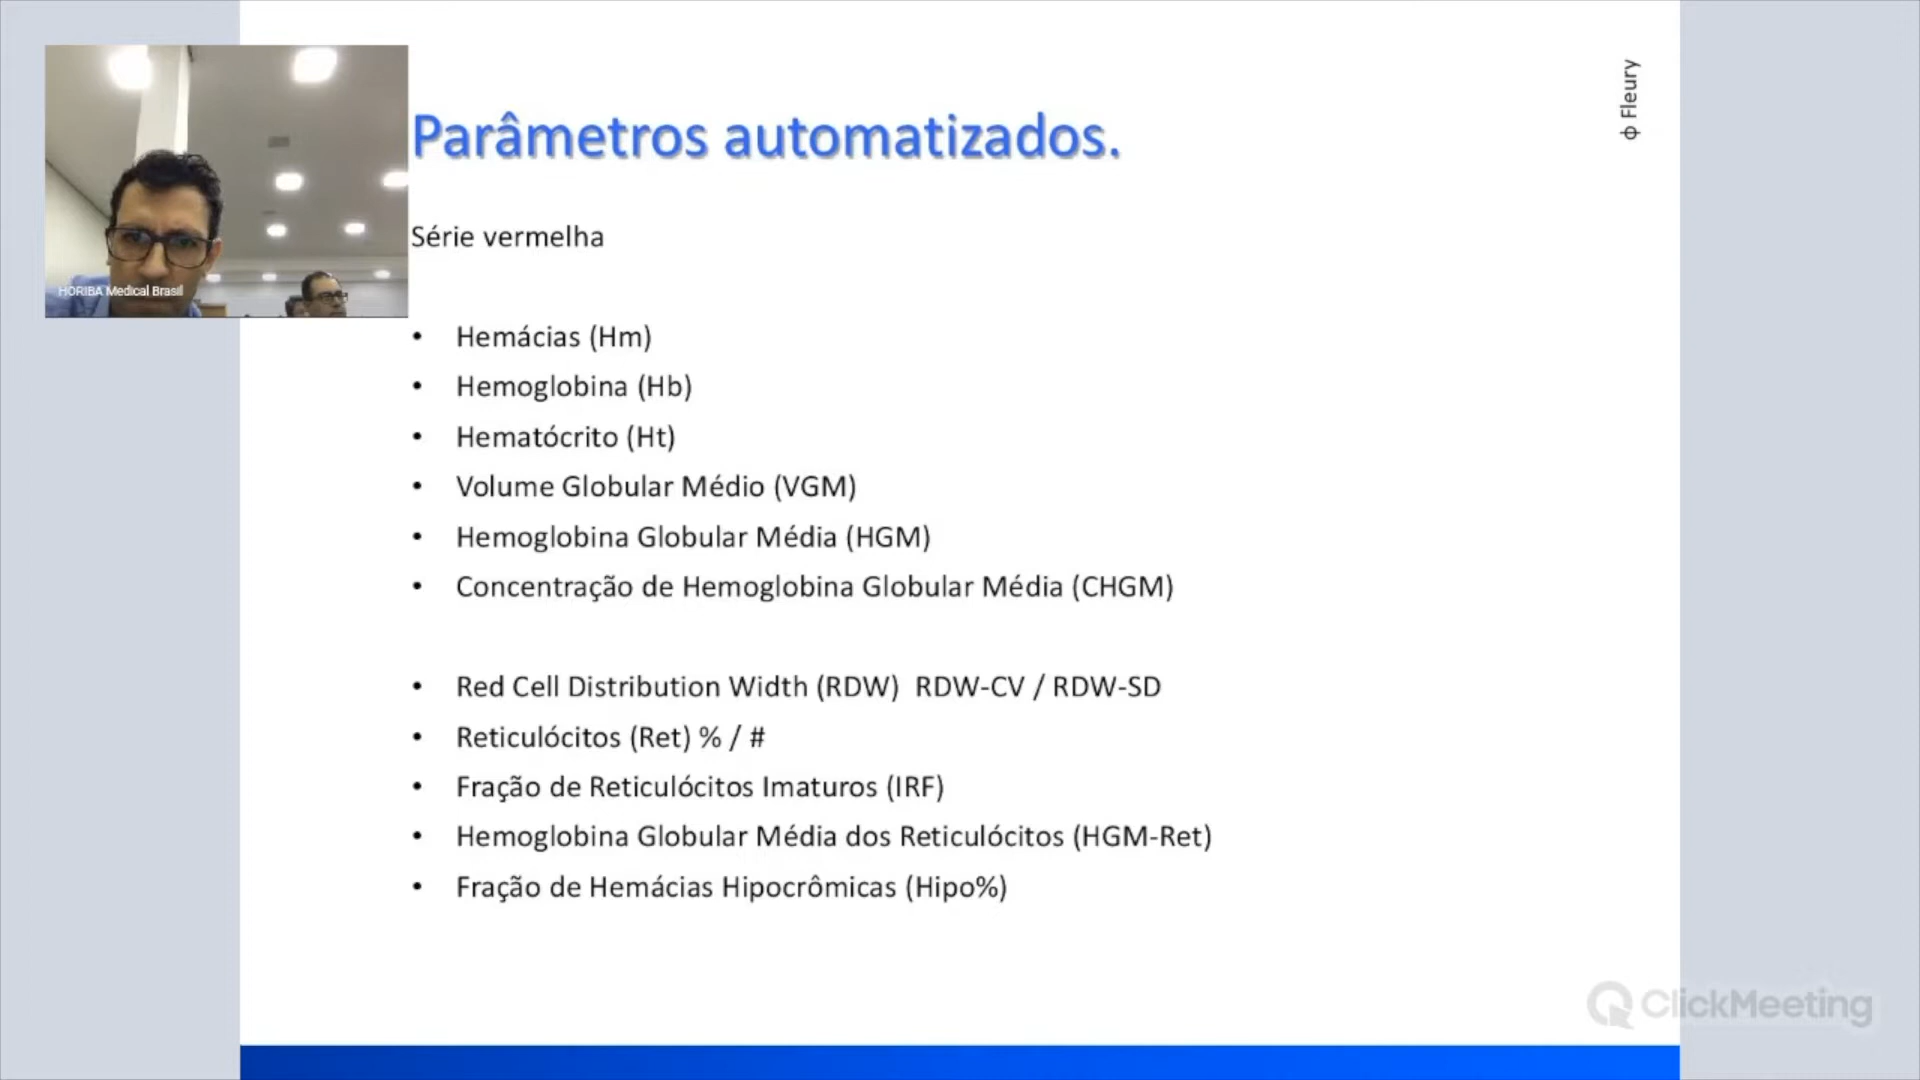 ɸ Fleury
Parâmetros automatizados.
Série vermelha
HORIBA Medical Brasil
• Hemácias (Hm)
• Hemoglobina (Hb)
• Hematócrito (Ht)
• Volume Globular Médio (VGM)
• Hemoglobina Globular Média (HGM)
• Concentração de Hemoglobina Globular Média (CHGM)
• Red Cell Distribution Width (RDW) RDW-CV / RDW-SD
• Reticulócitos (Ret) % / #
• Fração de Reticulócitos Imaturos (IRF)
• Hemoglobina Globular Média dos Reticulócitos (HGM-Ret)
• Fração de Hemácias Hipocrômicas (Hipo%)
ClickMeeting